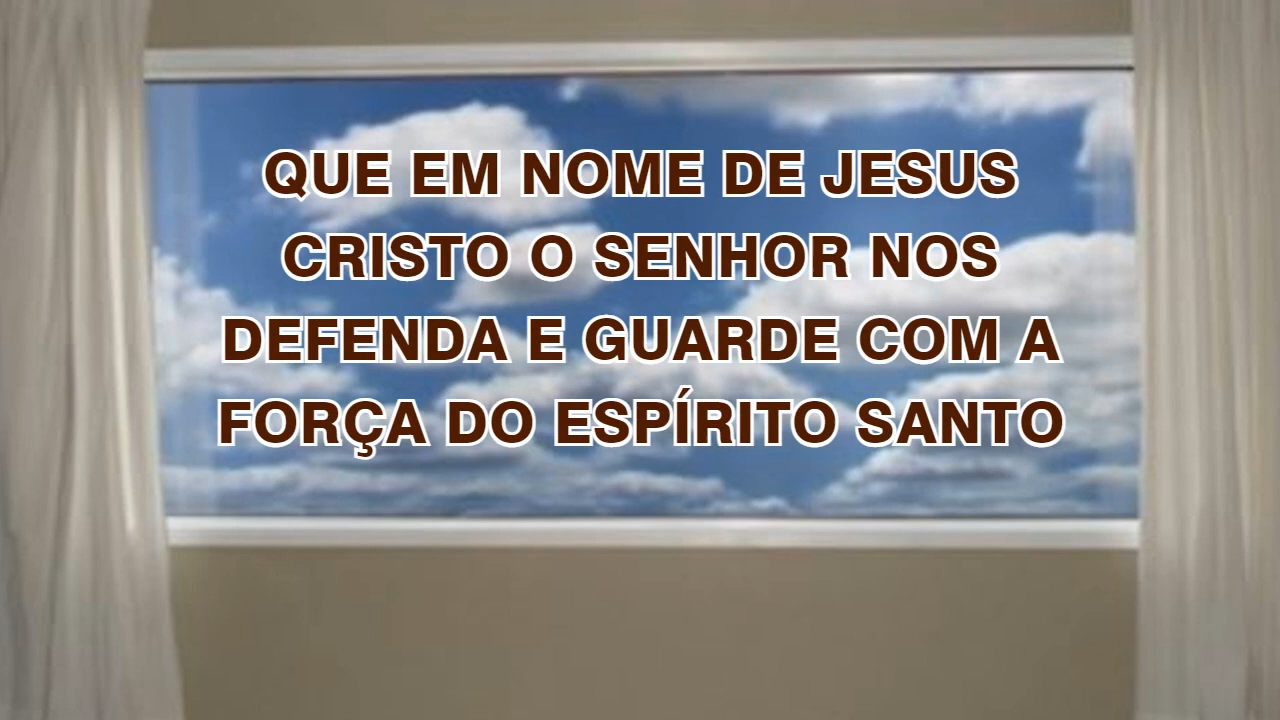 QUE EM NOME DE JESUS
CRISTO O SENHOR NOS
DEFENDA E GUARDE COM A
FORÇA DO ESPÍRITO SANTO